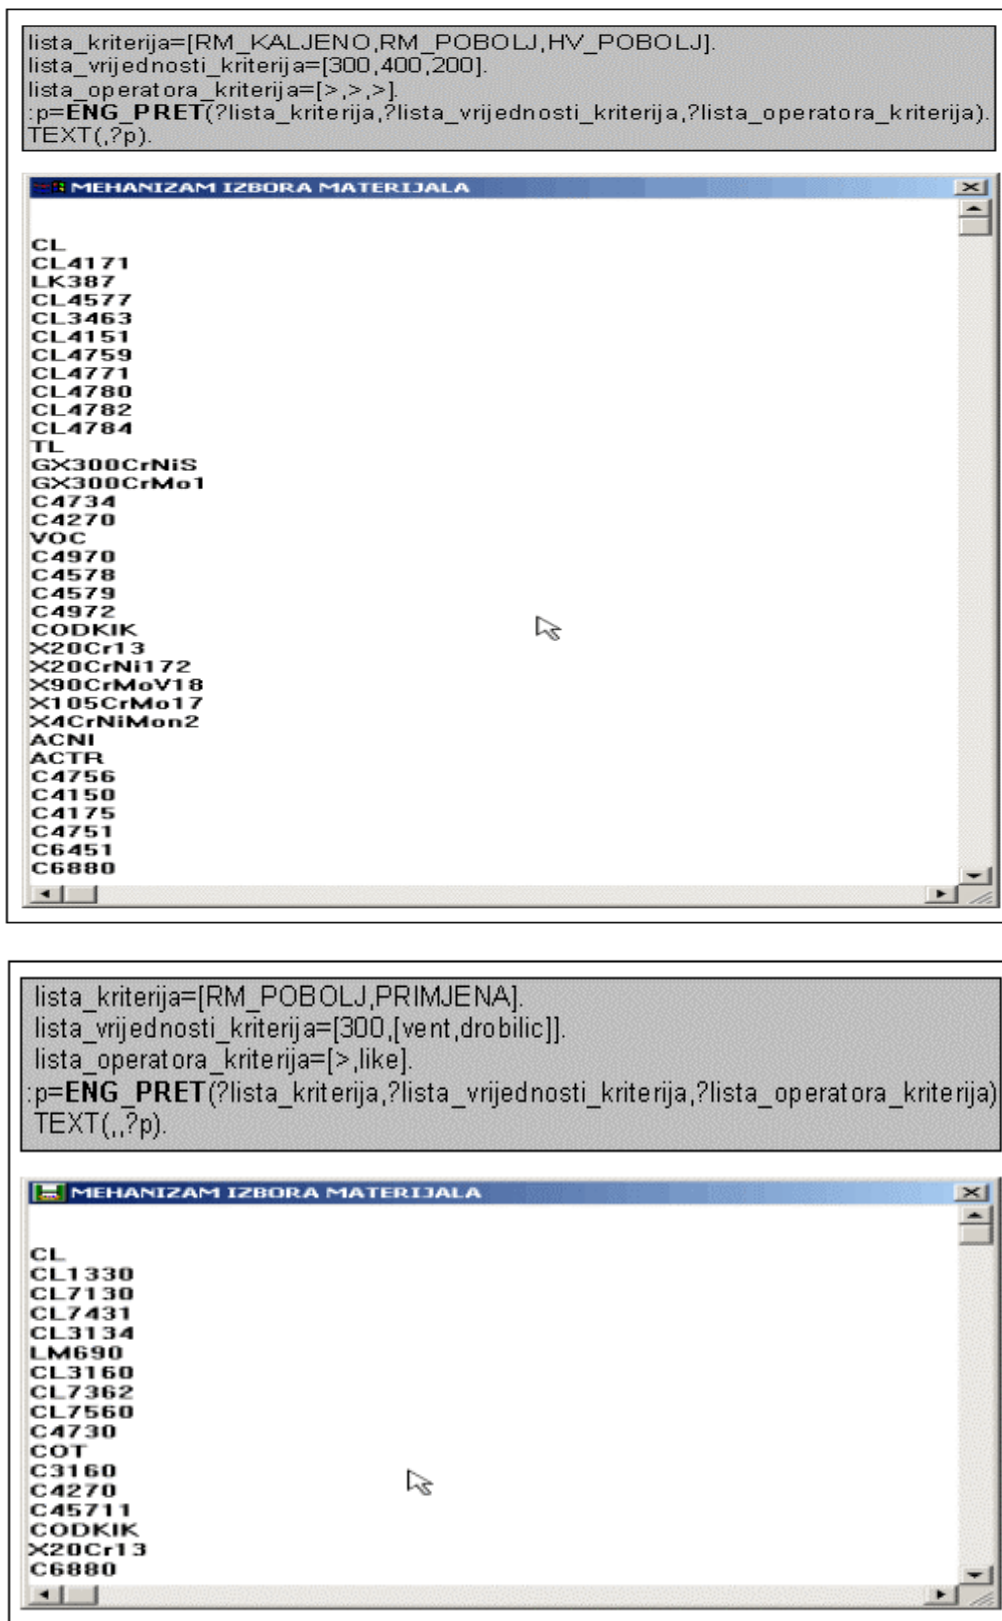 lista_kriterija=[RM_KALJENO,RM_POBOLJ,HV_POBOLJ].
lista_vrijednosti_kriterija=[300,400,200].
lista_operatora_kriterija=[>,>,>].
:p=ENG_PRET(?lista_kriterija,?lista_vrijednosti_kriterija,?lista_operatora_kriterija).
TEXT(,?p).
MEHANIZAM IZBORA MATERIJALA
CL
CL4171
LK387
CL4577
CL3463
CL4151
CL4759
CL4771
CL4780
CL4782
CL4784
TL
GX300CrNiS
GX300CrMo1
C4734
C4270
VOC
C4970
C4578
C4579
C4972
CODKIK
X20Cr13
X20CrNi172
X90CrMoV18
X105CrMo17
X4CrNiMon2
ACNI
ACTR
C4756
C4150
C4175
C4751
C6451
C6880
lista_kriterija=[RM_POBOLJ,PRIMJENA].
lista_vrijednosti_kriterija=[300,[vent,drobilic]].
lista_operatora_kriterija=[>,like].
:p=ENG_PRET(?lista_kriterija,?lista_vrijednosti_kriterija,?lista_operatora_kriterija)
TEXT(,,?p).
MEHANIZAM IZBORA MATERIJALA
CL
CL1330
CL7130
CL7431
CL3134
LM690
CL3160
CL7362
CL7560
C4730
COT
C3160
C4270
C45711
CODKIK
X20Cr13
C6880